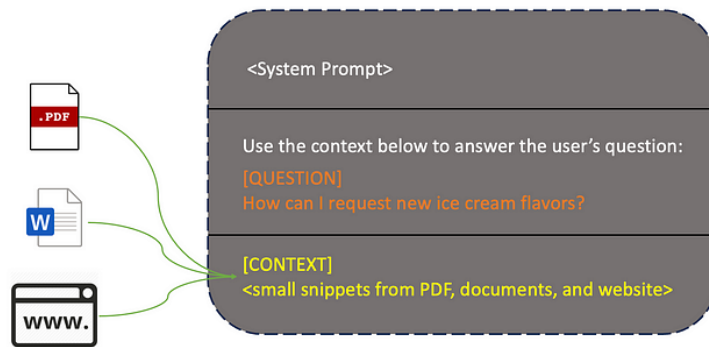 <System Prompt>
.PDF
Use the context below to answer the user’s question:
[QUESTION]
How can I request new ice cream flavors?
W
[CONTEXT]
<small snippets from PDF, documents, and website>
www.